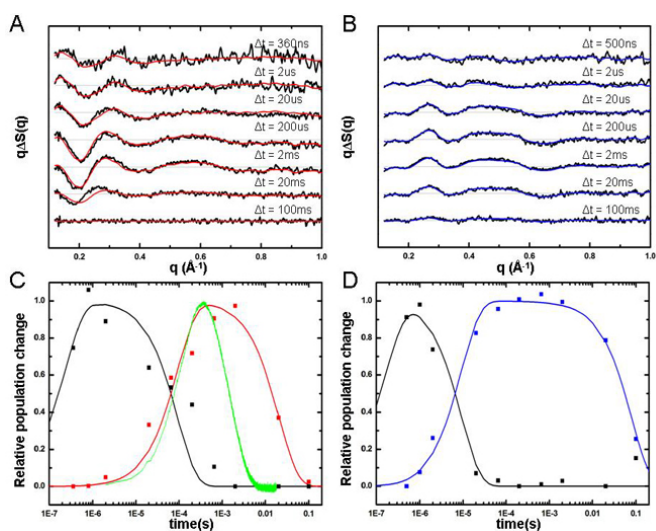 A
Δt = 360ns
Δt = 2us
Δt = 20us
Δt = 200us
Δt = 2ms
Δt = 20ms
Δt = 100ms
qΔS(q)
0.2 0.4 0.6 0.8 1.0
q (Å⁻¹)
B
Δt = 500ns
Δt = 2us
Δt = 20us
Δt = 200us
Δt = 2ms
Δt = 20ms
Δt = 100ms
qΔS(q)
0.2 0.4 0.6 0.8 1.0
q (Å⁻¹)
C
Relative population change
1.0
0.8
0.6
0.4
0.2
0.0
1E-7 1E-6 1E-5 1E-4 1E-3 0.01 0.1
time(s)
D
Relative population change
1.0
0.8
0.6
0.4
0.2
0.0
1E-7 1E-6 1E-5 1E-4 1E-3 0.01 0.1
time(s)